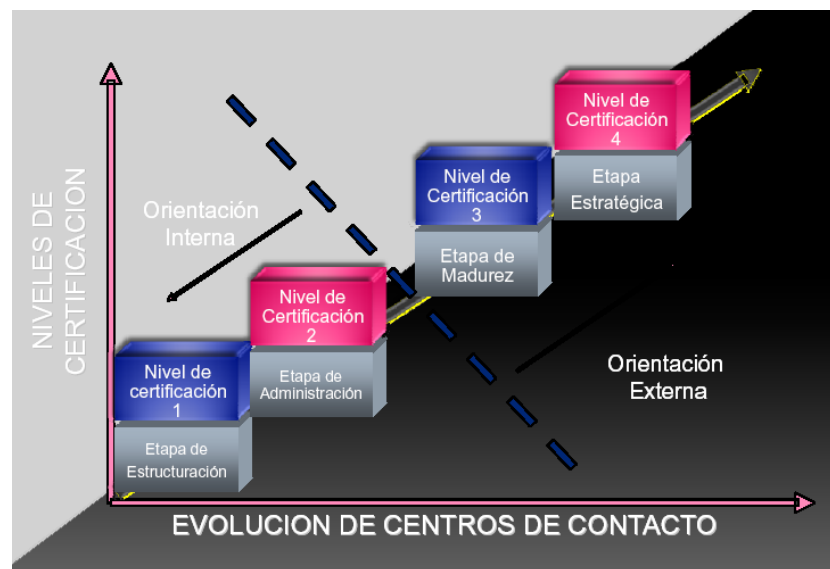 NIVELES DE
CERTIFICACION
Orientación
Interna
Nivel de
certificación
1
Etapa de
Estructuración
Nivel de
Certificación
2
Etapa de
Administración
Nivel de
Certificación
3
Etapa de
Madurez
Nivel de
Certificación
4
Etapa
Estratégica
Orientación
Externa
EVOLUCION DE CENTROS DE CONTACTO